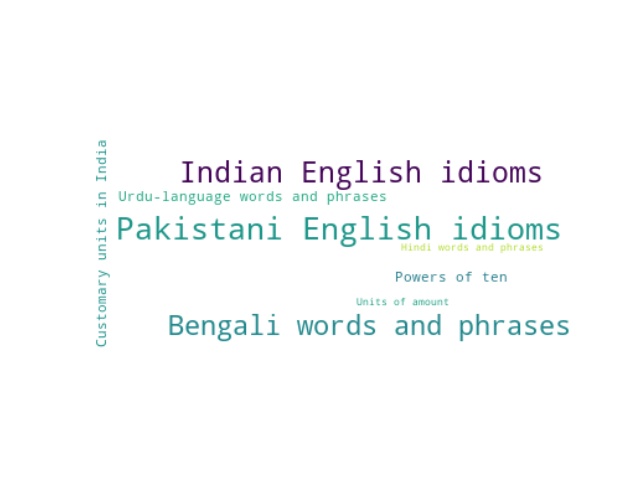 Customary units in India
Indian English idioms
Urdu-language words and phrases
Pakistani English idioms
Hindi words and phrases
Powers of ten
Units of amount
Bengali words and phrases